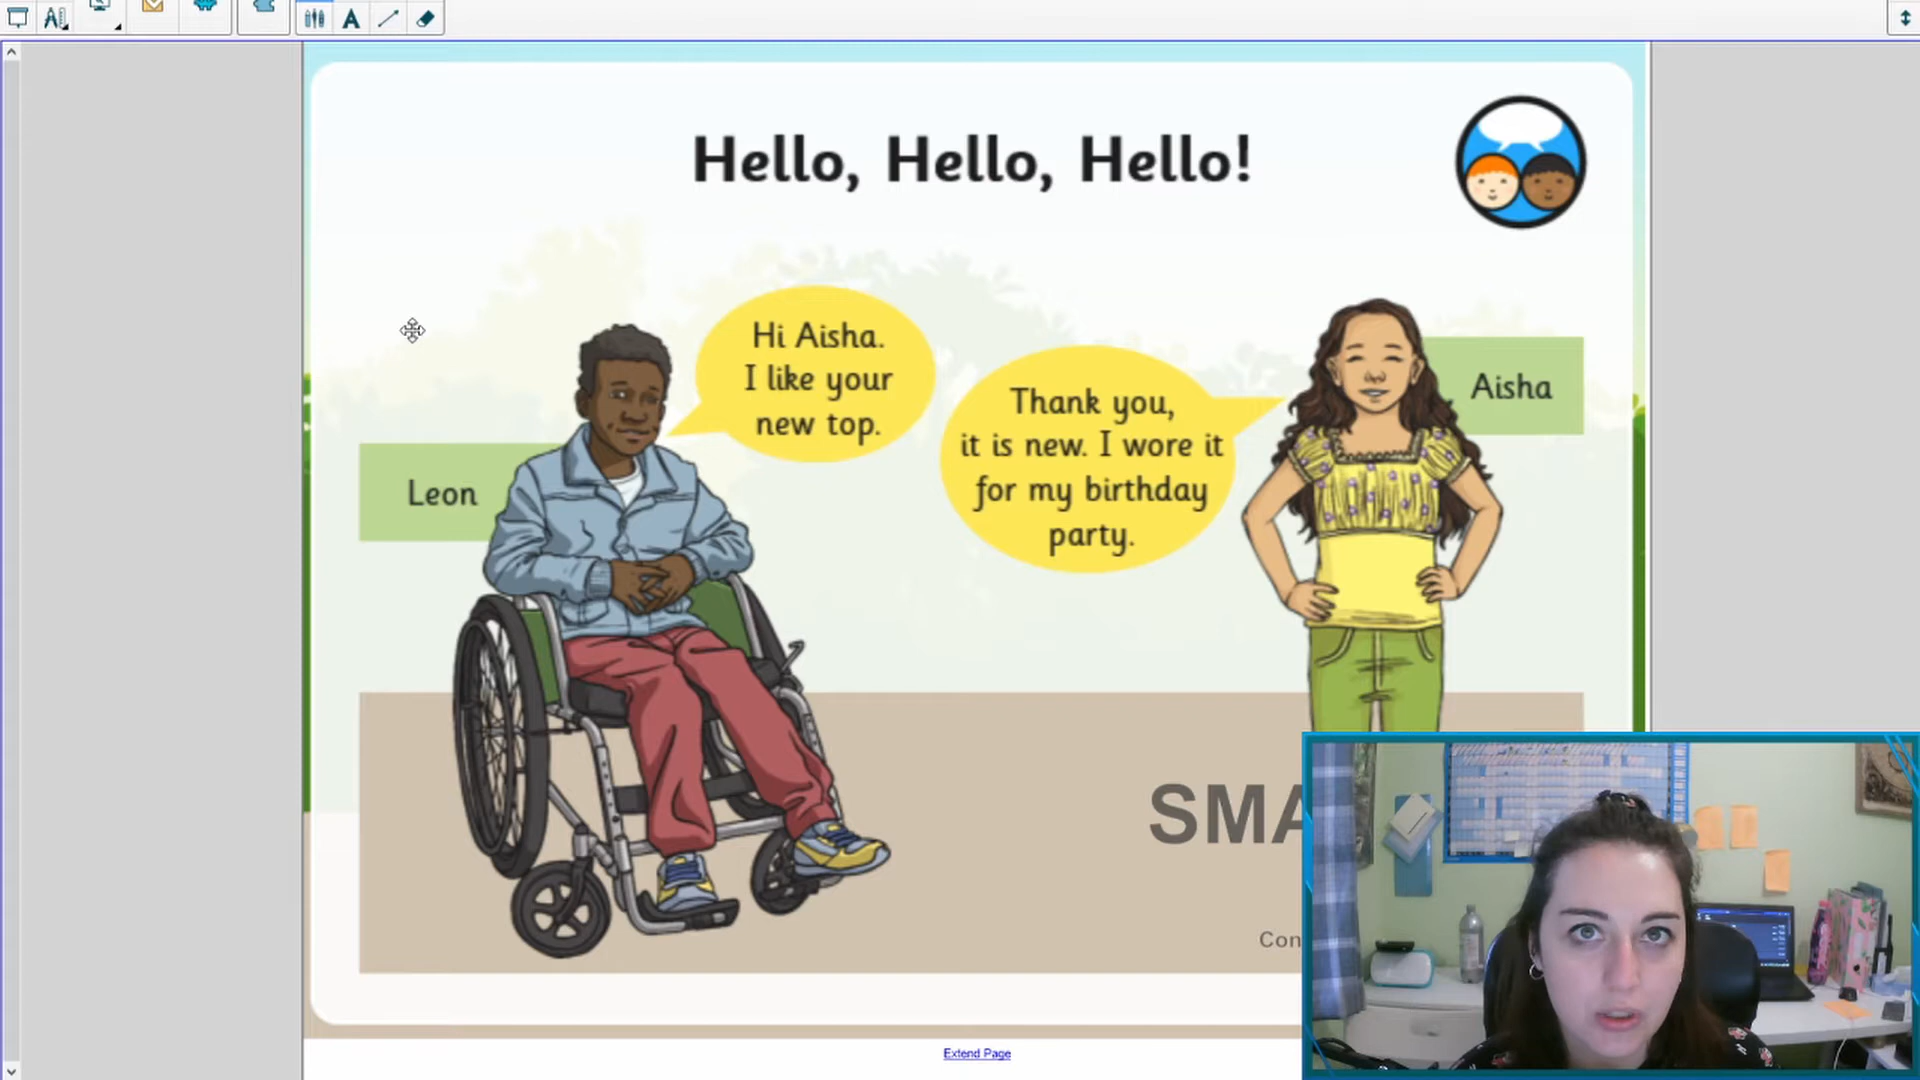 Hello, Hello, Hello!
Hi Aisha.
I like your
new top.
Thank you,
it is new. I wore it
for my birthday
party.
Aisha
Leon
SMA
Con
Extend Page